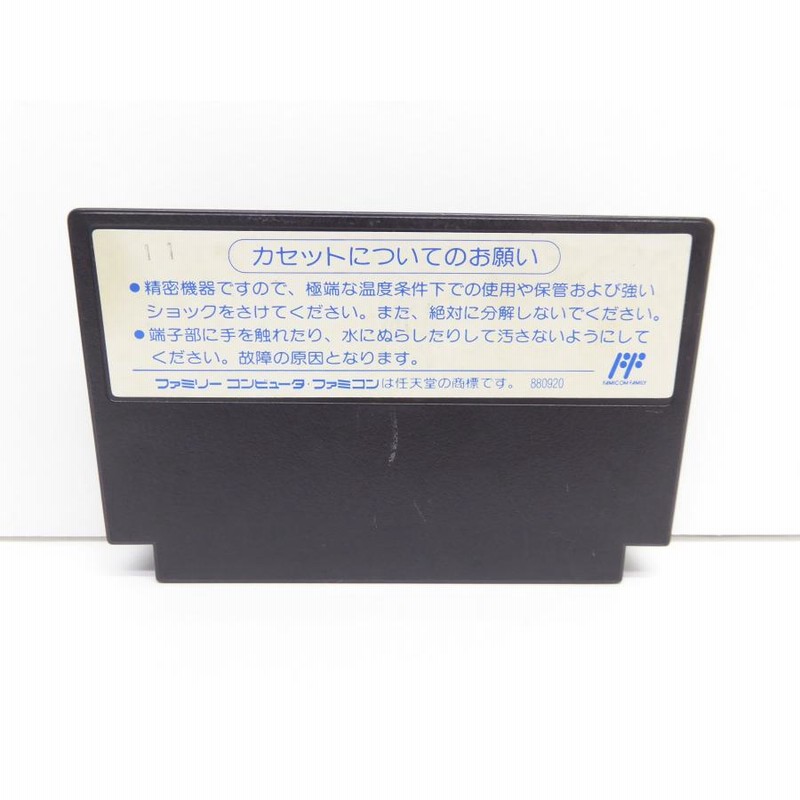 11
カセットについてのお願い
●精密機器ですので、極端な温度条件下での使用や保管および強い
ショックをさけてください。また、絶対に分解しないでください。
●端子部に手を触れたり、水にぬらしたりして汚さないようにして
ください。故障の原因となります。
FAMICOM FAMILY
ファミリー コンピュータ・ファミコンは任天堂の商標です。 880920